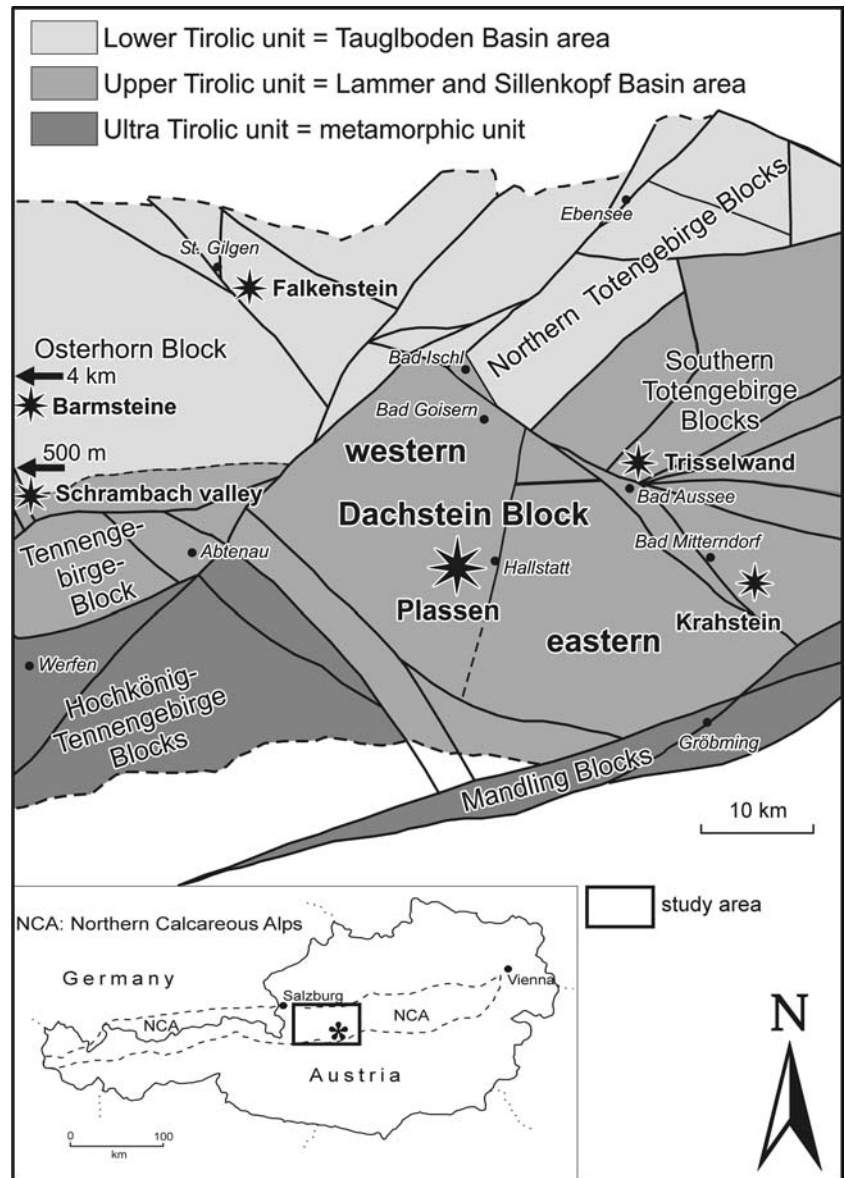 Lower Tirolic unit = Tauglboden Basin area
Upper Tirolic unit = Lammer and Sillenkopf Basin area
Ultra Tirolic unit = metamorphic unit
Ebensee
Northern Totengebirge Blocks
St. Gilgen
Falkenstein
Osterhorn Block
4 km
Barmsteine
Bad Ischl
Bad Goisern
Southern
Totengebirge
Blocks
western
500 m
Schrambach valley
Trisselwand
Bad Aussee
Dachstein Block
Tennenge-
birge-
Block
Abtenau
Bad Mitterndorf
Hallstatt
Plassen
Krahstein
eastern
Werfen
Hochkönig-
Tennengebirge
Blocks
Gröbming
Mandling Blocks
10 km
NCA: Northern Calcareous Alps
study area
Germany
Vienna
Salzburg
NCA
NCA
Austria
0 100
km
N